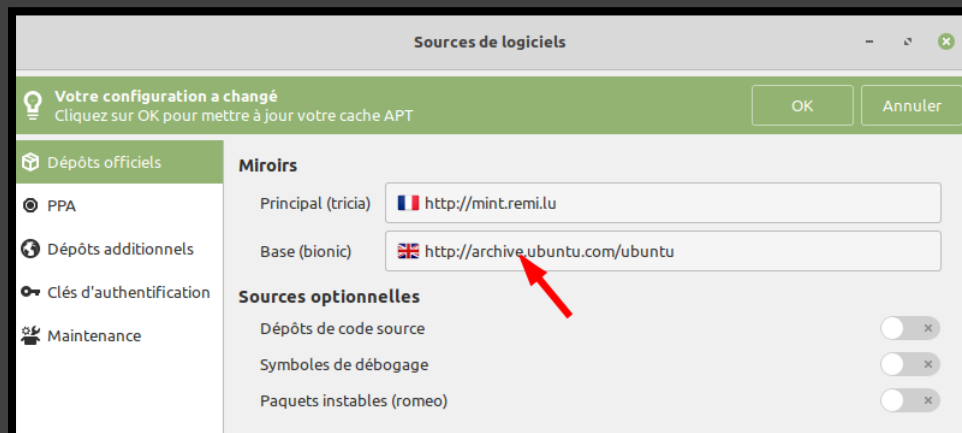 Sources de logiciels
Votre configuration a changé
Cliquez sur OK pour mettre à jour votre cache APT
OK
Annuler
Dépôts officiels
PPA
Dépôts additionnels
Clés d'authentification
Maintenance
Miroirs
Principal (tricia)
http://mint.remi.lu
Base (bionic)
http://archive.ubuntu.com/ubuntu
Sources optionnelles
Dépôts de code source
Symboles de débogage
Paquets instables (romeo)